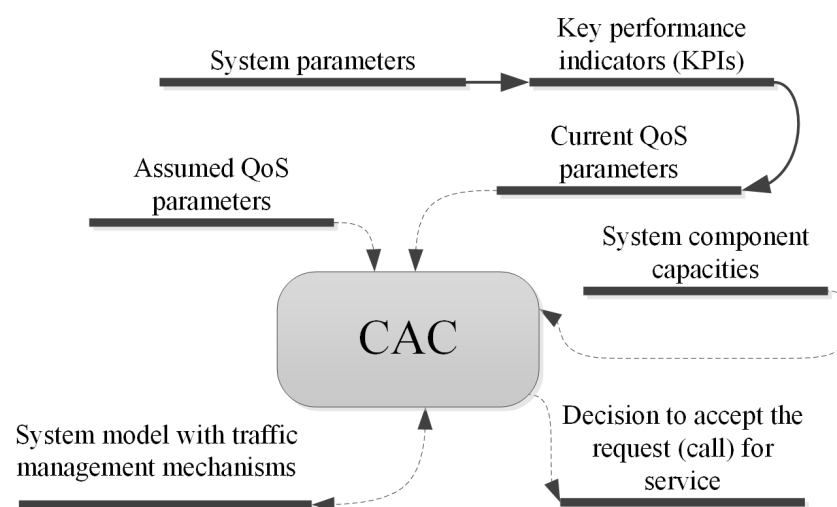 Key performance
indicators (KPIs)
System parameters
Current QoS
parameters
Assumed QoS
parameters
System component
capacities
CAC
Decision to accept the
request (call) for
service
System model with traffic
management mechanisms